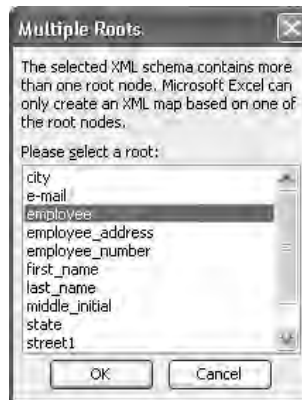 Multiple Roots
The selected XML schema contains more
than one root node. Microsoft Excel can
only create an XML map based on one of
the root nodes.
Please select a root:
city
e-mail
employee
employee_address
employee_number
first_name
last_name
middle_initial
state
street1
OK Cancel